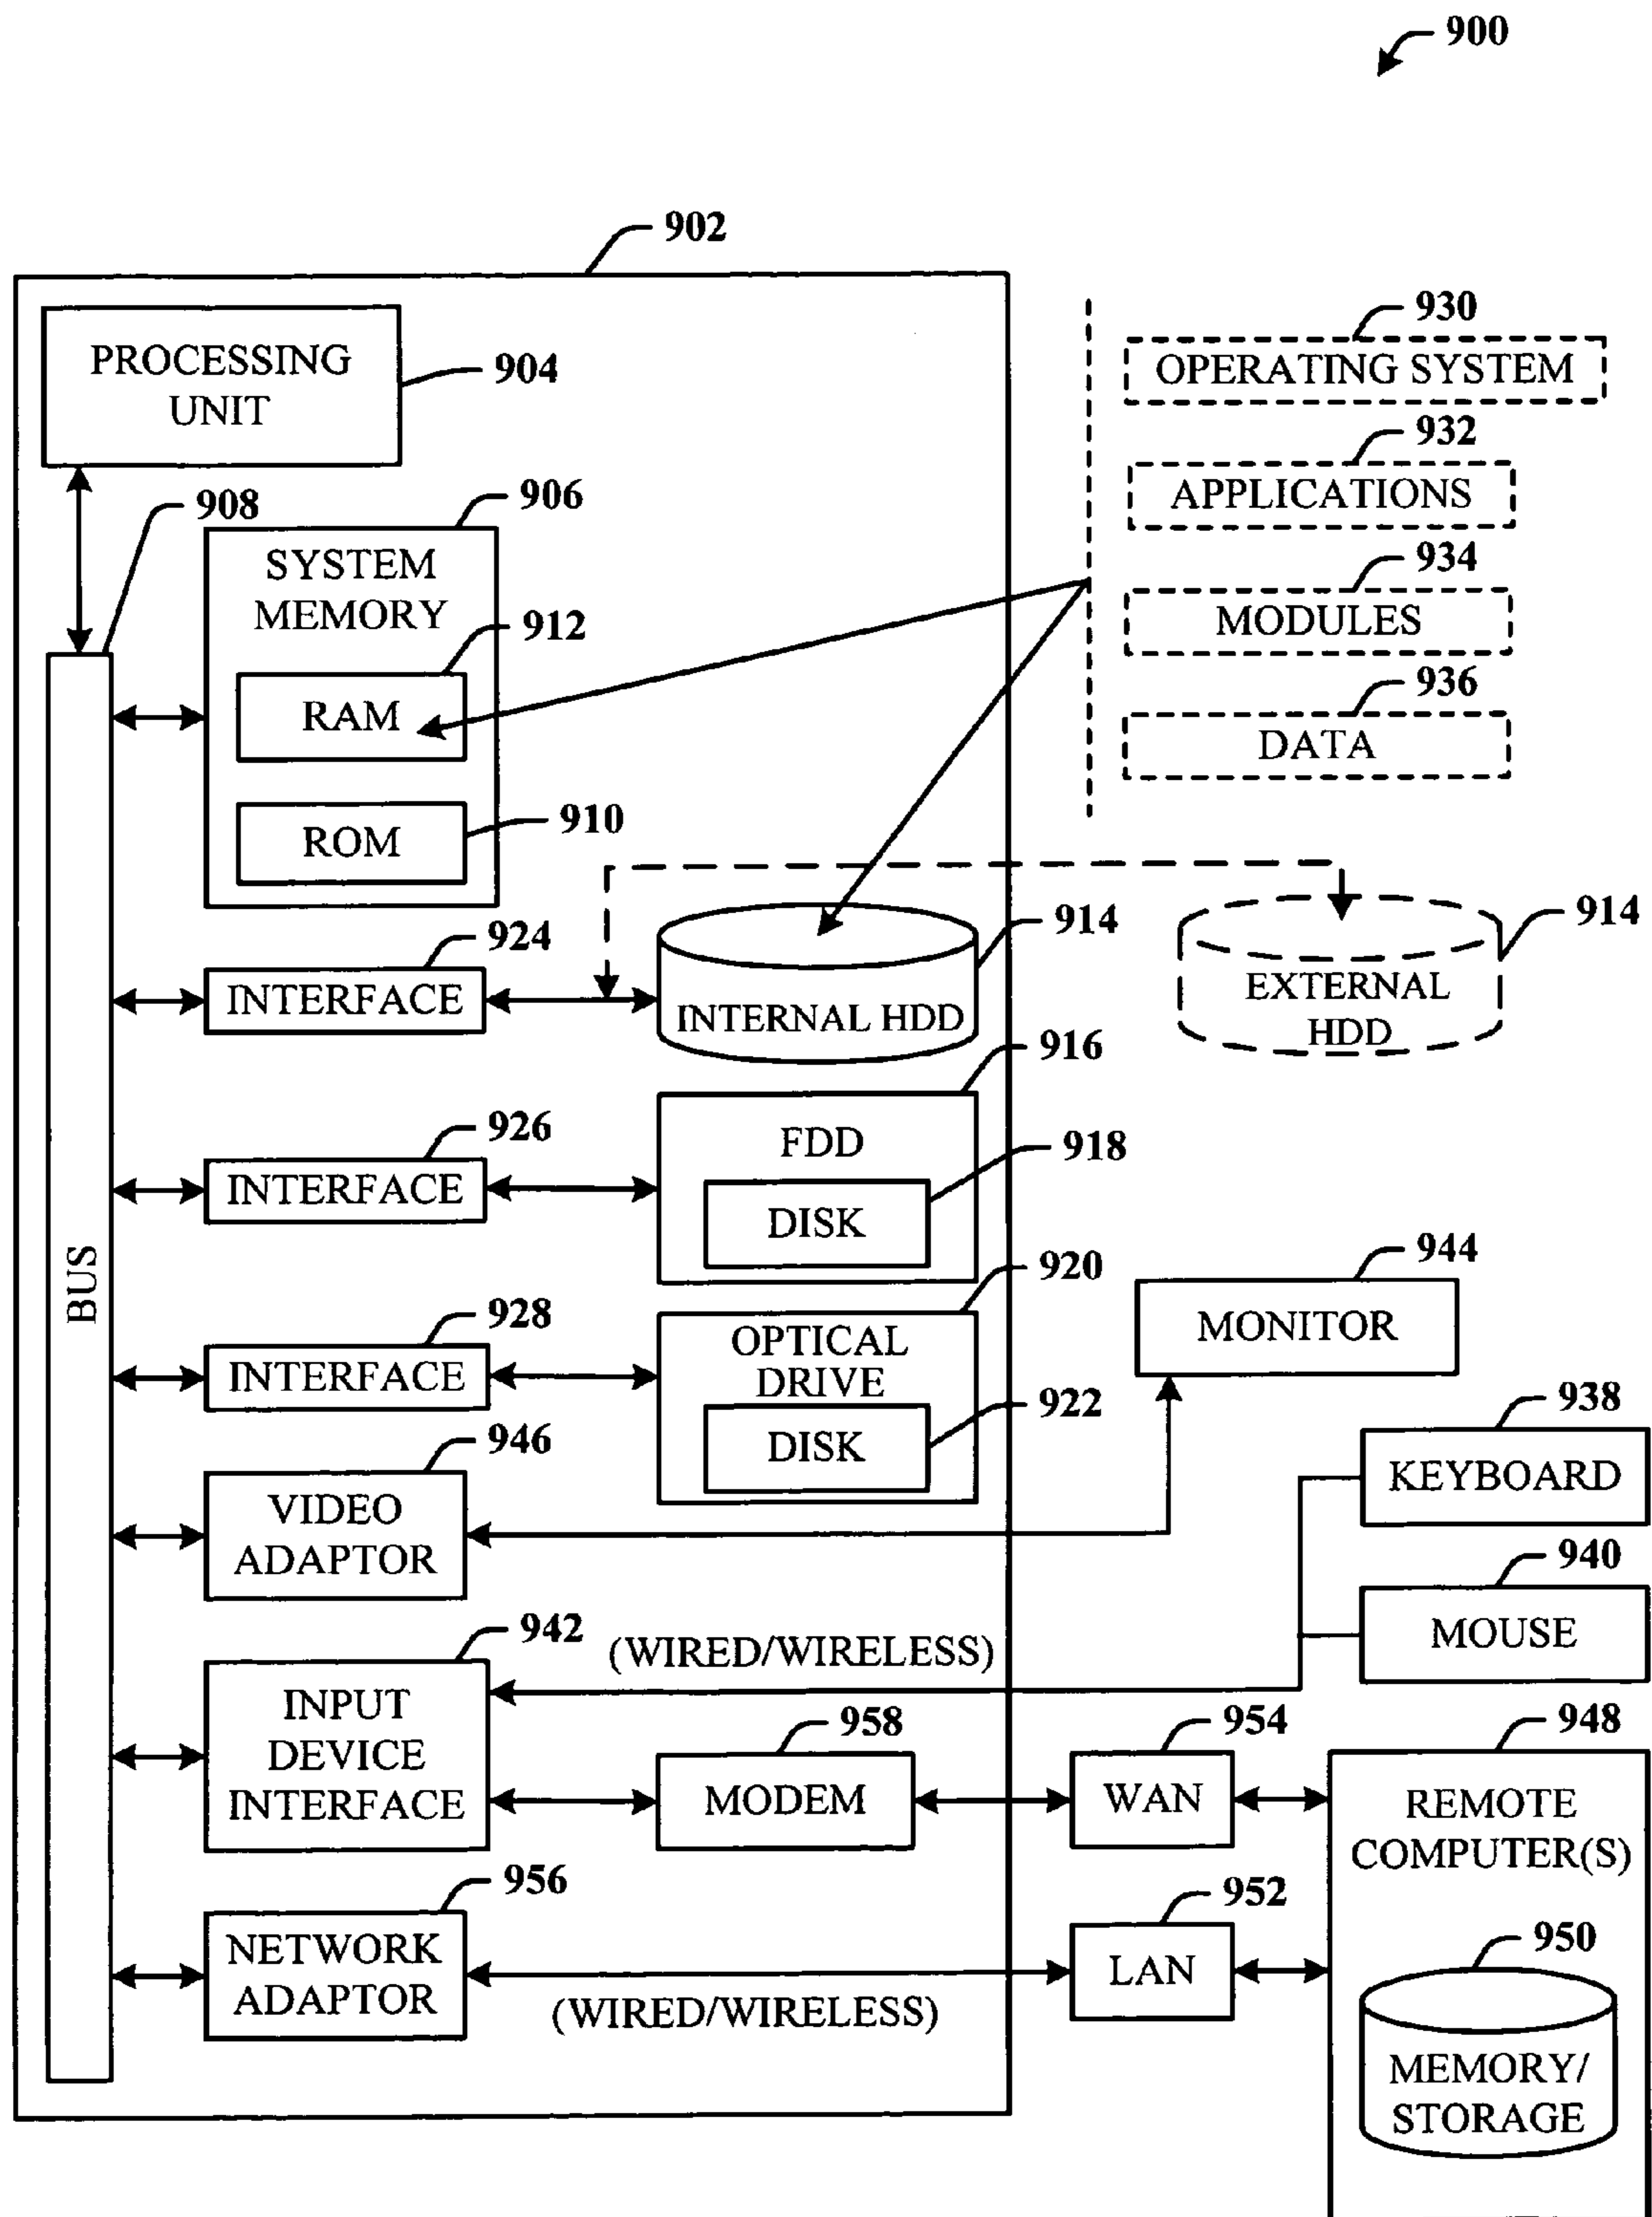 900
902
PROCESSING
UNIT
904
908
906
SYSTEM
MEMORY
912
RAM
ROM
910
930
OPERATING SYSTEM
932
APPLICATIONS
934
MODULES
936
DATA
924
INTERFACE
INTERNAL HDD
914
EXTERNAL
HDD
914
926
INTERFACE
916
FDD
918
DISK
BUS
928
INTERFACE
920
OPTICAL
DRIVE
922
DISK
944
MONITOR
946
VIDEO
ADAPTOR
938
KEYBOARD
940
MOUSE
942
INPUT
DEVICE
INTERFACE
(WIRED/WIRELESS)
958
MODEM
954
WAN
948
REMOTE
COMPUTER(S)
956
NETWORK
ADAPTOR
(WIRED/WIRELESS)
952
LAN
950
MEMORY/
STORAGE